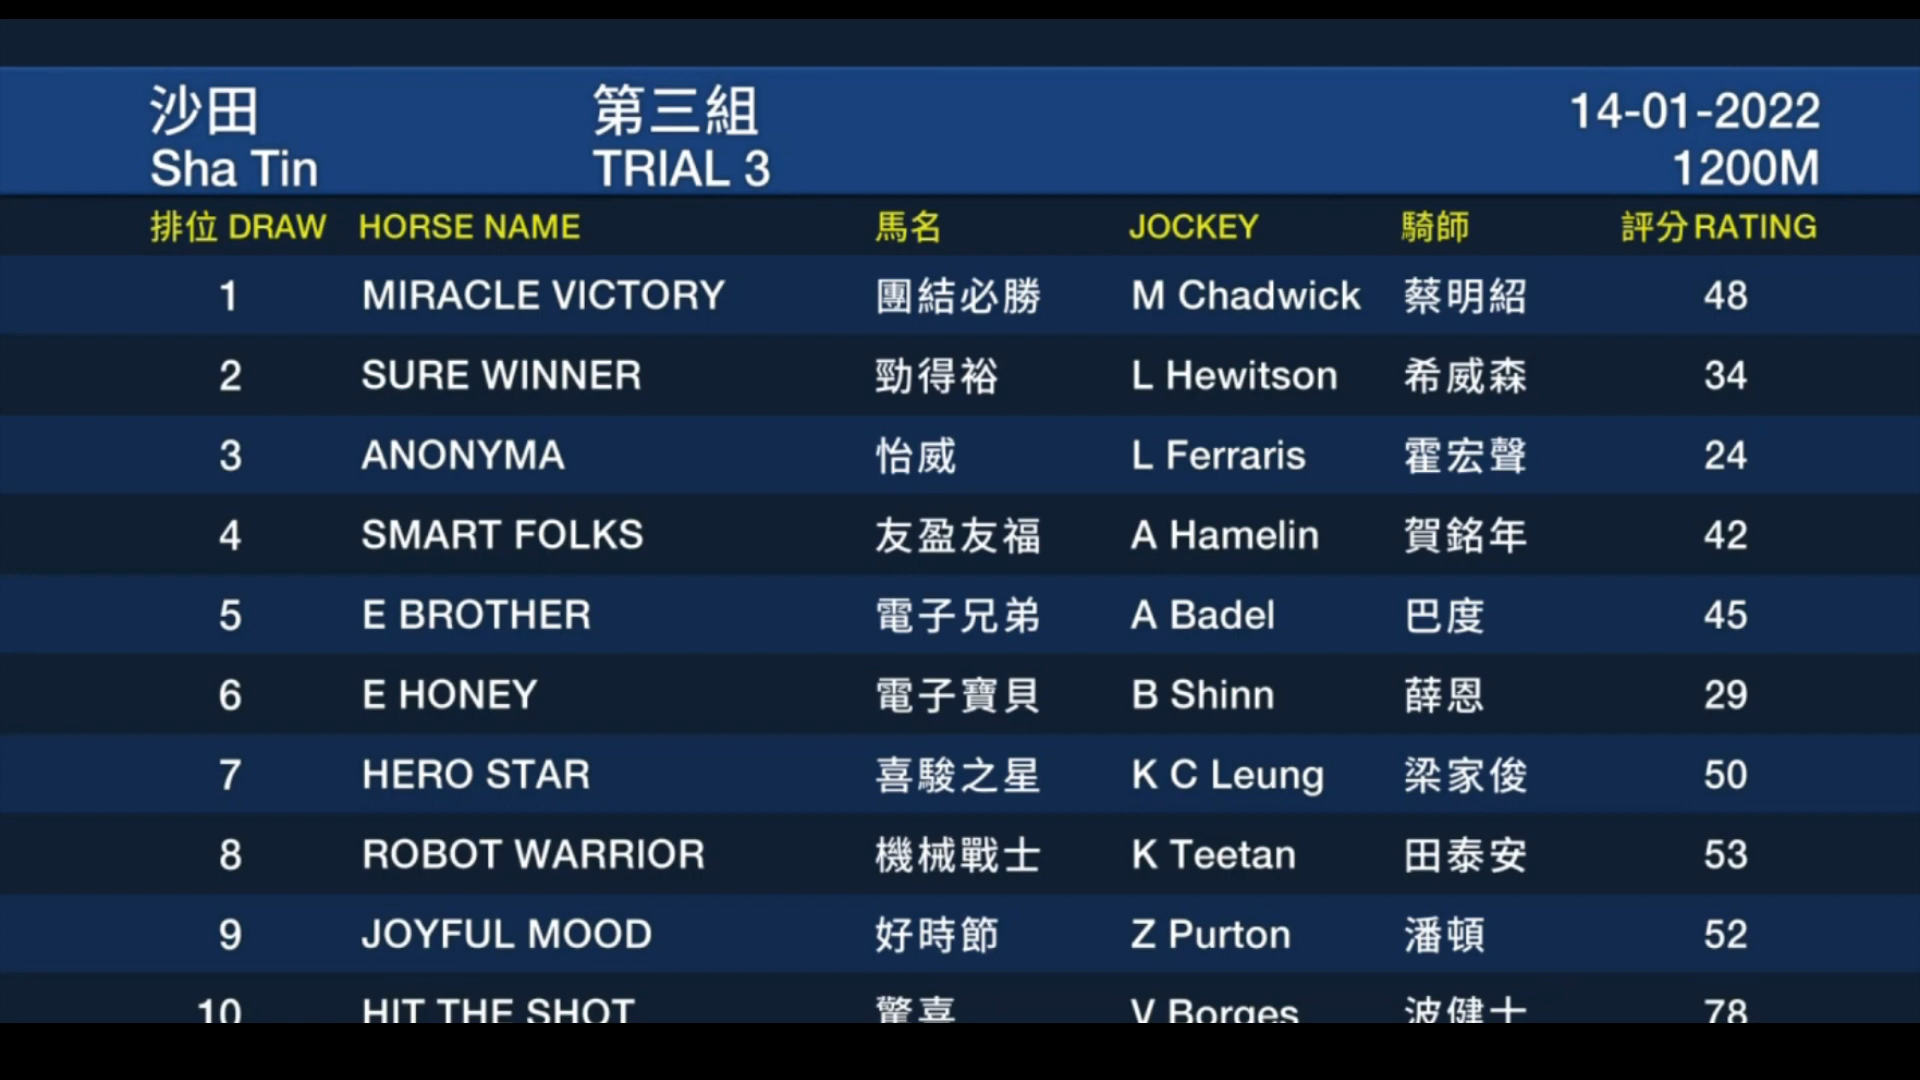 沙田 第三組 14-01-2022
Sha Tin TRIAL 3 1200M
排位 DRAW HORSE NAME 馬名 JOCKEY 騎師 評分 RATING
1 MIRACLE VICTORY 團結必勝 M Chadwick 蔡明紹 48
2 SURE WINNER 勁得裕 L Hewitson 希威森 34
3 ANONYMA 怡威 L Ferraris 霍宏聲 24
4 SMART FOLKS 友盈友福 A Hamelin 賀銘年 42
5 E BROTHER 電子兄弟 A Badel 巴度 45
6 E HONEY 電子寶貝 B Shinn 薛恩 29
7 HERO STAR 喜駿之星 K C Leung 梁家俊 50
8 ROBOT WARRIOR 機械戰士 K Teetan 田泰安 53
9 JOYFUL MOOD 好時節 Z Purton 潘頓 52
10 HIT THE SHOT 驚喜 V Borges 波健士 78